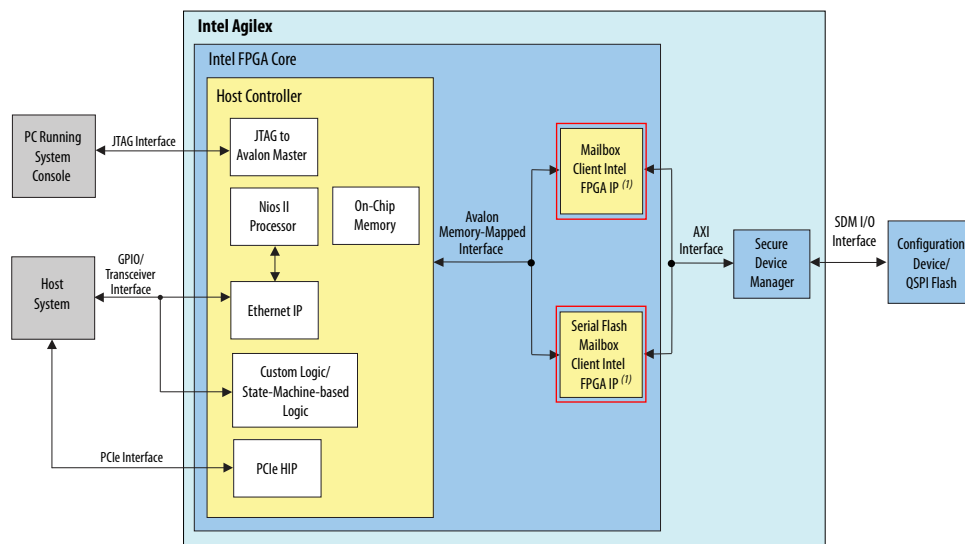 Intel Agilex
Intel FPGA Core
Host Controller
PC Running
System
Console
JTAG Interface
JTAG to
Avalon Master
Nios II
Processor
On-Chip
Memory
Host
System
GPIO/
Transceiver
Interface
Ethernet IP
Custom Logic/
State-Machine-based
Logic
PCIe Interface
PCIe HIP
Avalon
Memory-Mapped
Interface
Mailbox
Client Intel
FPGA IP (1)
Serial Flash
Mailbox
Client Intel
FPGA IP (1)
AXI
Interface
Secure
Device
Manager
SDM I/O
Interface
Configuration
Device/
QSPI Flash